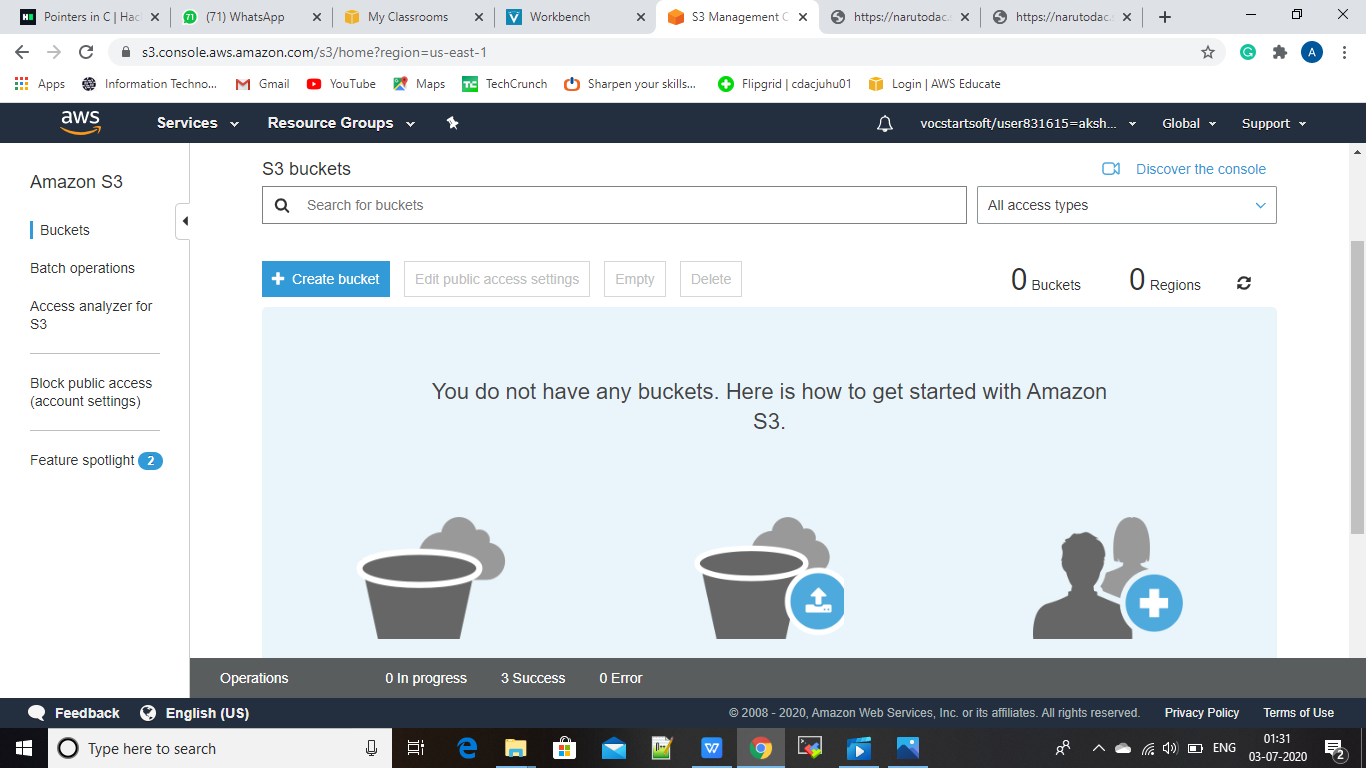 Pointers in C | Hac
71
(71) WhatsApp
My Classrooms
Workbench
S3 Management C
https://narutodac.s
https://narutodac.s
s3.console.aws.amazon.com/s3/home?region=us-east-1
A
Apps
Information Techno...
Gmail
YouTube
Maps
TechCrunch
Sharpen your skills...
Flipgrid | cdacjuhu01
Login | AWS Educate
aws
Services
Resource Groups
vocstartsoft/user831615=aksh...
Global
Support
Amazon S3
Buckets
Batch operations
Access analyzer for
S3
Block public access
(account settings)
Feature spotlight 2
S3 buckets
Discover the console
Search for buckets
All access types
Create bucket
Edit public access settings
Empty
Delete
0 Buckets
0 Regions
You do not have any buckets. Here is how to get started with Amazon
S3.
Operations
0 In progress
3 Success
0 Error
Feedback
English (US)
© 2008 - 2020, Amazon Web Services, Inc. or its affiliates. All rights reserved.
Privacy Policy
Terms of Use
Type here to search
ENG
01:31
03-07-2020
2